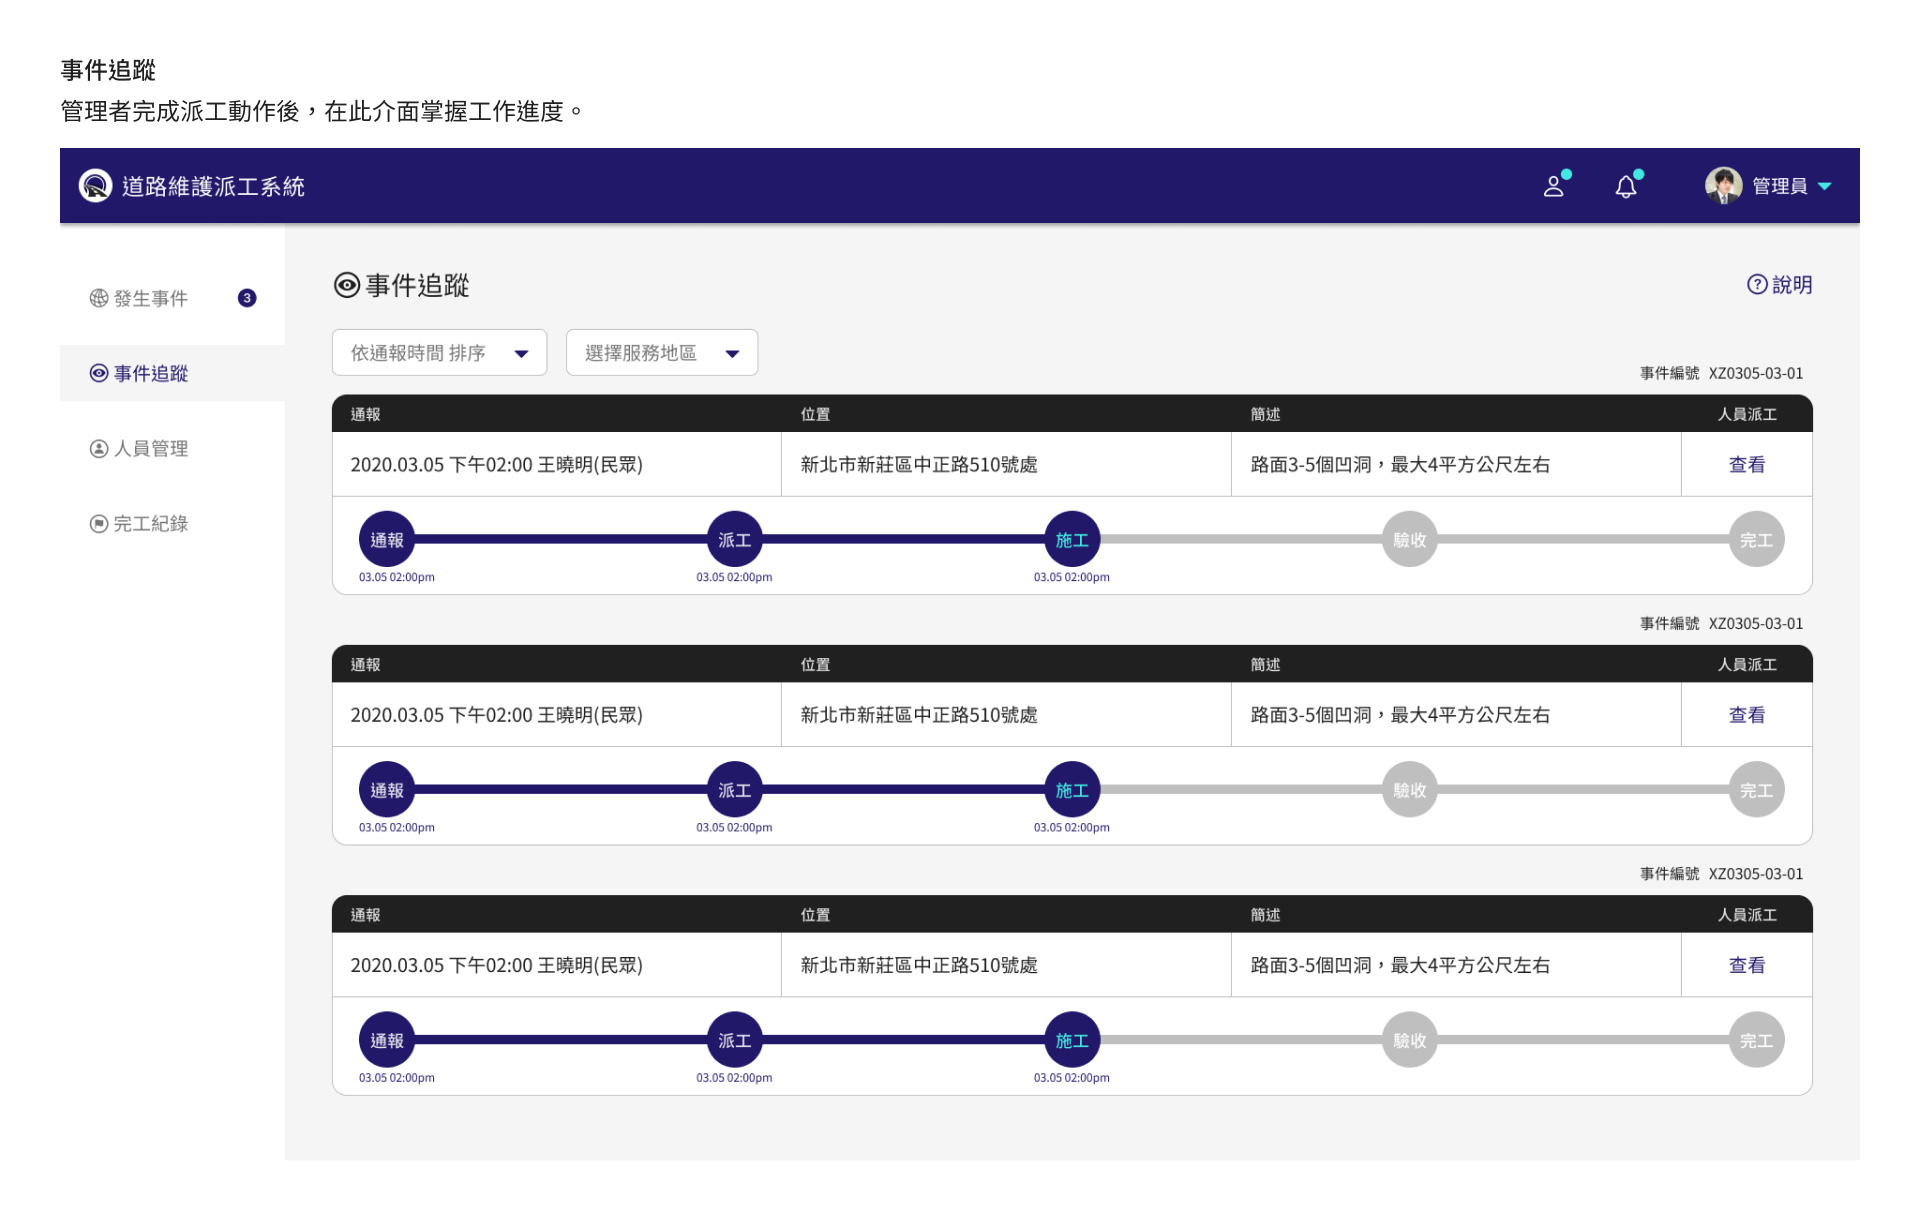 事件追蹤
管理者完成派工動作後，在此介面掌握工作進度。
道路維護派工系統
管理員
發生事件 3
事件追蹤
人員管理
完工紀錄
事件追蹤
說明
依通報時間 排序
選擇服務地區
事件編號 XZ0305-03-01
通報 位置 簡述 人員派工
2020.03.05 下午02:00 王曉明(民眾) 新北市新莊區中正路510號處 路面3-5個凹洞，最大4平方公尺左右 查看
通報 派工 施工 驗收 完工
03.05 02:00pm 03.05 02:00pm 03.05 02:00pm
事件編號 XZ0305-03-01
通報 位置 簡述 人員派工
2020.03.05 下午02:00 王曉明(民眾) 新北市新莊區中正路510號處 路面3-5個凹洞，最大4平方公尺左右 查看
通報 派工 施工 驗收 完工
03.05 02:00pm 03.05 02:00pm 03.05 02:00pm
事件編號 XZ0305-03-01
通報 位置 簡述 人員派工
2020.03.05 下午02:00 王曉明(民眾) 新北市新莊區中正路510號處 路面3-5個凹洞，最大4平方公尺左右 查看
通報 派工 施工 驗收 完工
03.05 02:00pm 03.05 02:00pm 03.05 02:00pm